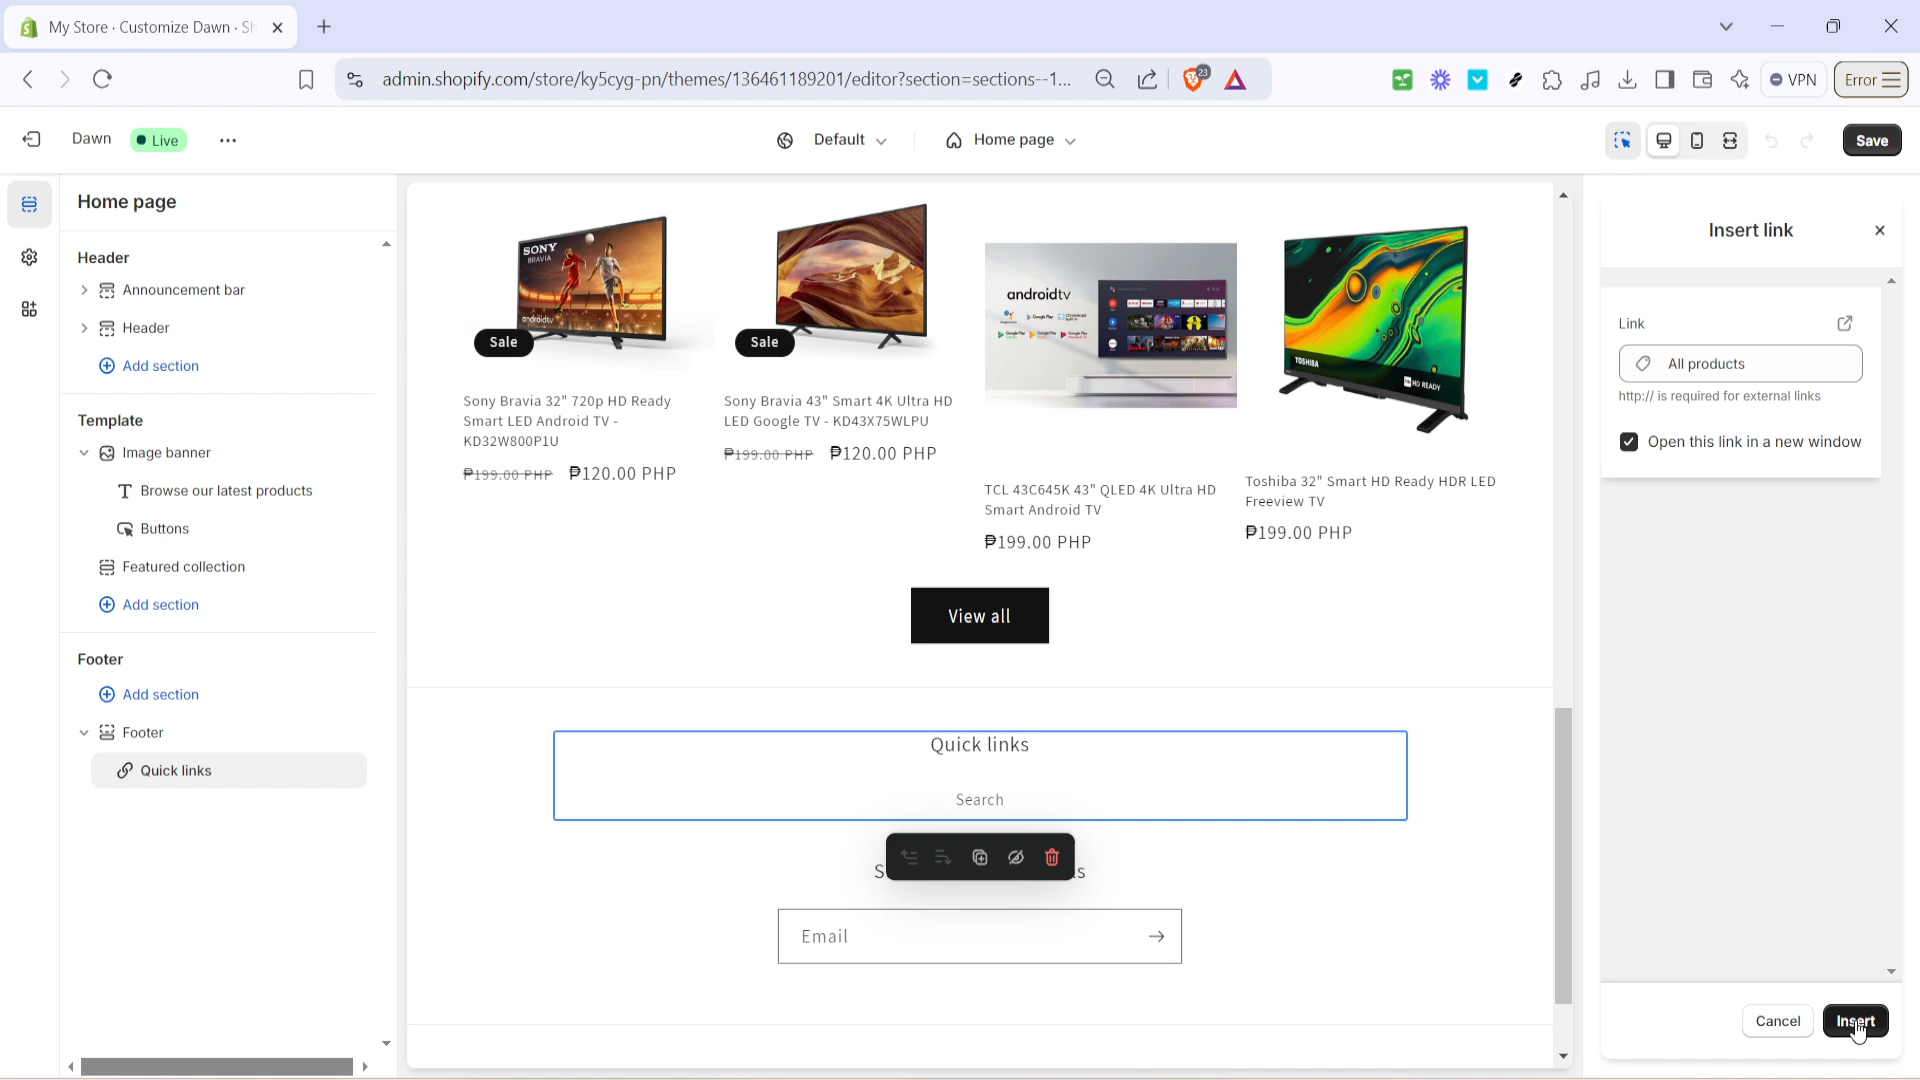 My Store · Customize Dawn · Sh
admin.shopify.com/store/ky5cyg-pn/themes/136461189201/editor?section=sections--1...
23
VPN
Error
Dawn
Live
Default
Home page
Save
Home page
Header
Announcement bar
Header
Add section
Template
Image banner
Browse our latest products
Buttons
Featured collection
Add section
Footer
Add section
Footer
Quick links
SONY
BRAVIA
androidtv
Sale
Sony Bravia 32" 720p HD Ready
Smart LED Android TV -
KD32W800P1U
₱199.00 PHP ₱120.00 PHP
Sale
Sony Bravia 43" Smart 4K Ultra HD
LED Google TV - KD43X75WLPU
₱199.00 PHP ₱120.00 PHP
androidtv
TCL 43C645K 43" QLED 4K Ultra HD
Smart Android TV
₱199.00 PHP
TOSHIBA
HD READY
Toshiba 32" Smart HD Ready HDR LED
Freeview TV
₱199.00 PHP
View all
Quick links
Search
S
s
Email
Insert link
Link
All products
http:// is required for external links
Open this link in a new window
Cancel
Insert